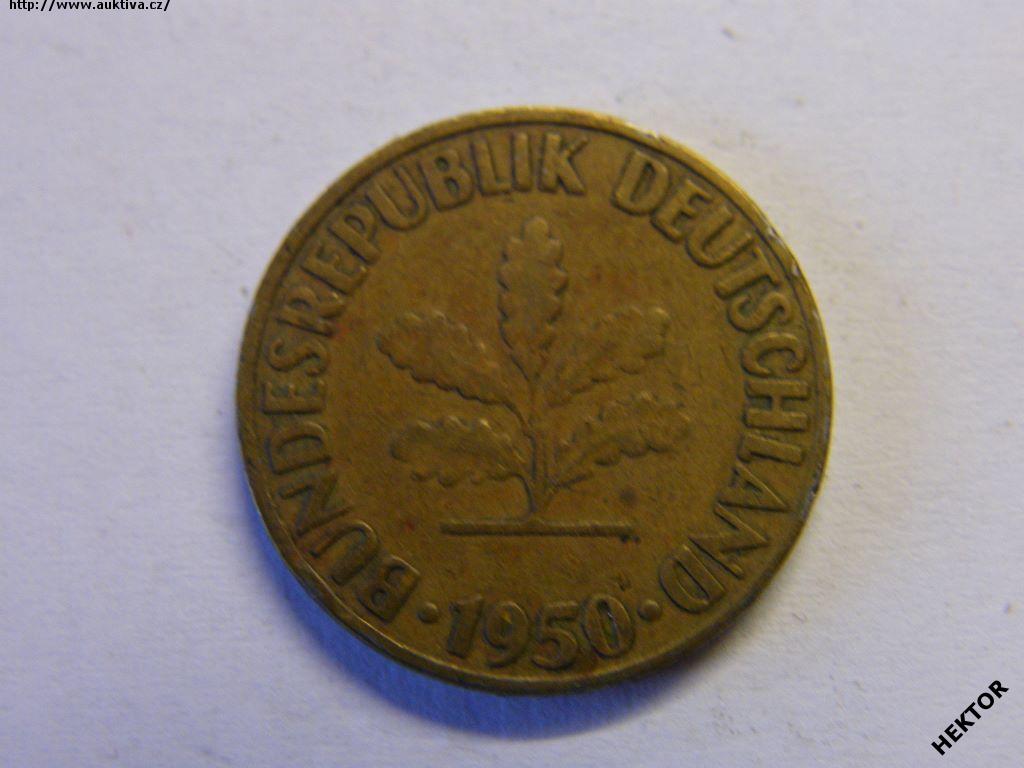 http://www.auktiva.cz/
BUNDESREPUBLIK DEUTSCHLAND
· 1950 ·
HEKTOR